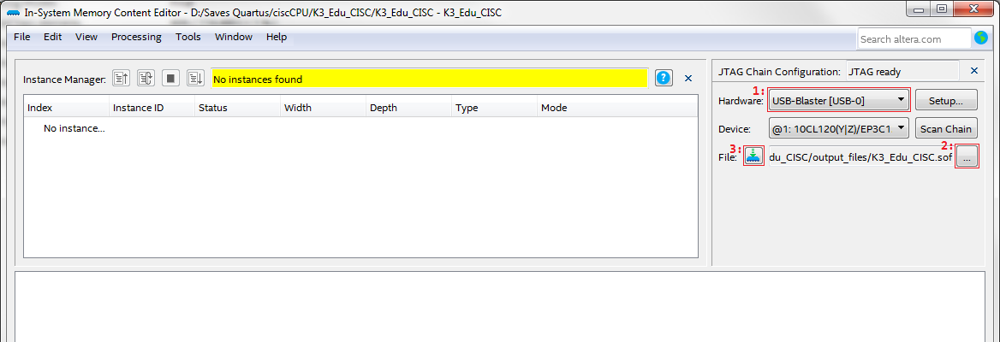 In-System Memory Content Editor - D:/Saves Quartus/ciscCPU/K3_Edu_CISC/K3_Edu_CISC - K3_Edu_CISC
File Edit View Processing Tools Window Help
Search altera.com
Instance Manager: No instances found ?
Index Instance ID Status Width Depth Type Mode
No instance...
JTAG Chain Configuration: JTAG ready
1:
Hardware: USB-Blaster [USB-0] Setup...
Device: @1: 10CL120(Y|Z)/EP3C1 Scan Chain
3: 2:
File: du_CISC/output_files/K3_Edu_CISC.sof ...